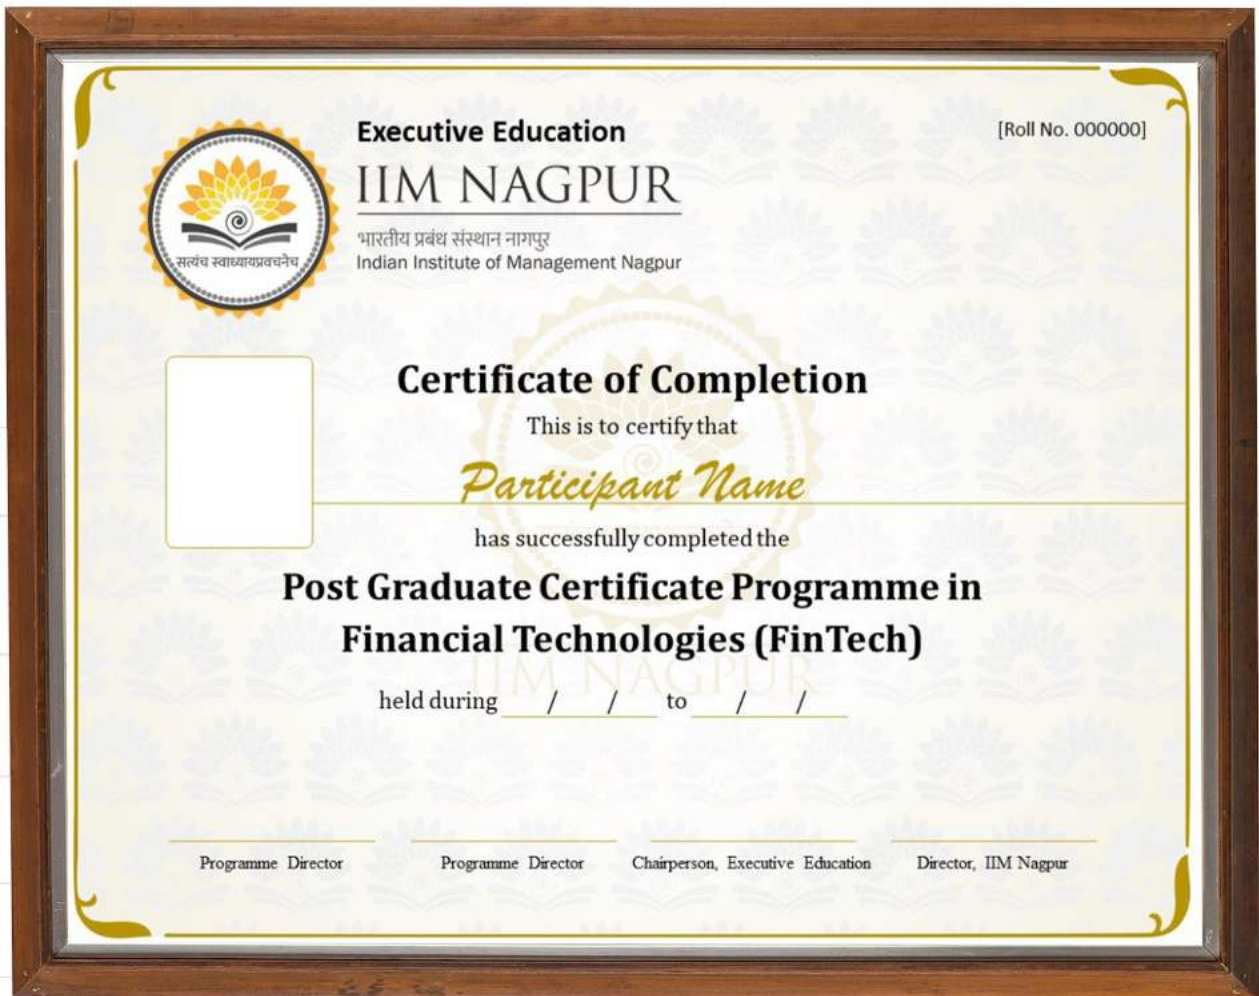 Executive Education
[Roll No. 000000]
IIM NAGPUR
भारतीय प्रबंध संस्थान नागपुर
Indian Institute of Management Nagpur
सत्यंच स्वाध्यायप्रवचनेच
Certificate of Completion
This is to certify that
Participant Name
has successfully completed the
Post Graduate Certificate Programme in
Financial Technologies (FinTech)
IIM NAGPUR
held during / / to / /
Programme Director
Programme Director
Chairperson, Executive Education
Director, IIM Nagpur